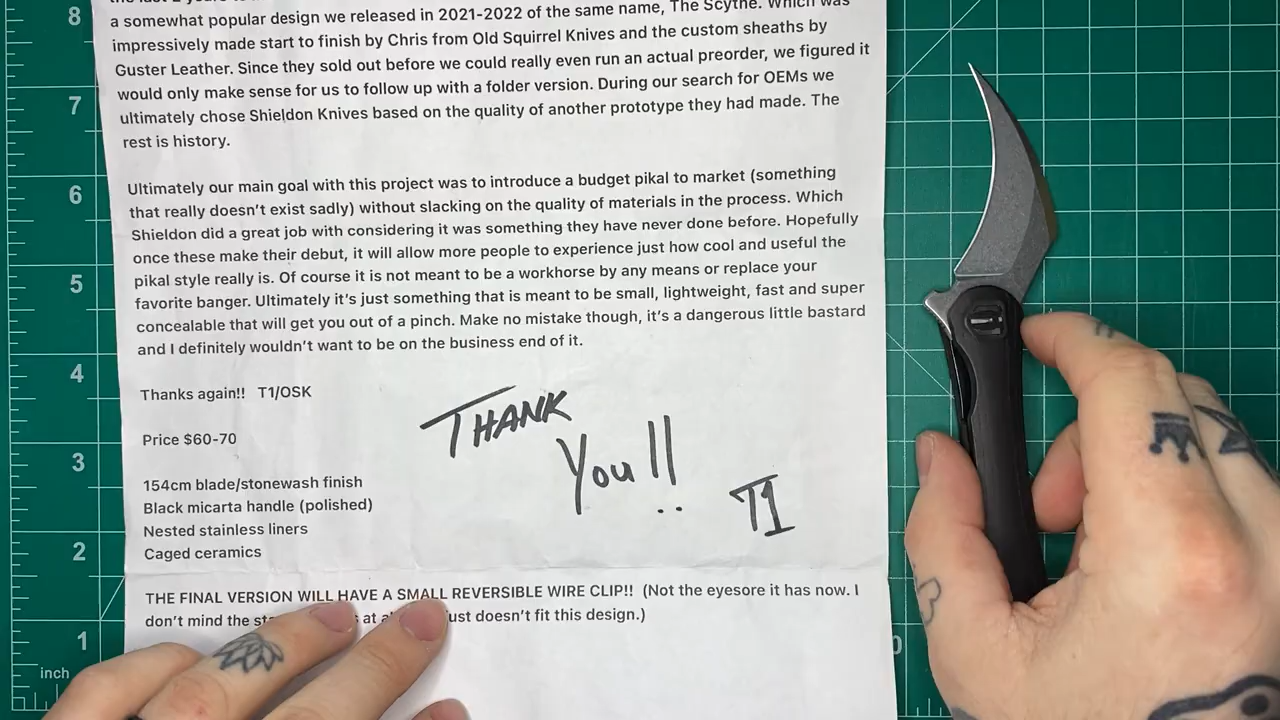 8
a somewhat popular design we released in 2021-2022 of the same name, The Scythe. Which was
impressively made start to finish by Chris from Old Squirrel Knives and the custom sheaths by
Guster Leather. Since they sold out before we could really even run an actual preorder, we figured it
would only make sense for us to follow up with a folder version. During our search for OEMs we
7
ultimately chose Shieldon Knives based on the quality of another prototype they had made. The
rest is history.
Ultimately our main goal with this project was to introduce a budget pikal to market (something
6
that really doesn't exist sadly) without slacking on the quality of materials in the process. Which
Shieldon did a great job with considering it was something they have never done before. Hopefully
once these make their debut, it will allow more people to experience just how cool and useful the
5
pikal style really is. Of course it is not meant to be a workhorse by any means or replace your
favorite banger. Ultimately it's just something that is meant to be small, lightweight, fast and super
concealable that will get you out of a pinch. Make no mistake though, it's a dangerous little bastard
and I definitely wouldn't want to be on the business end of it.
4
Thanks again!! T1/OSK
THANK
You!!
T1
Price $60-70
3
154cm blade/stonewash finish
Black micarta handle (polished)
Nested stainless liners
2
Caged ceramics
THE FINAL VERSION WILL HAVE A SMALL REVERSIBLE WIRE CLIP!! (Not the eyesore it has now. I
don't mind the at doesn't fit this design.)
1
inch